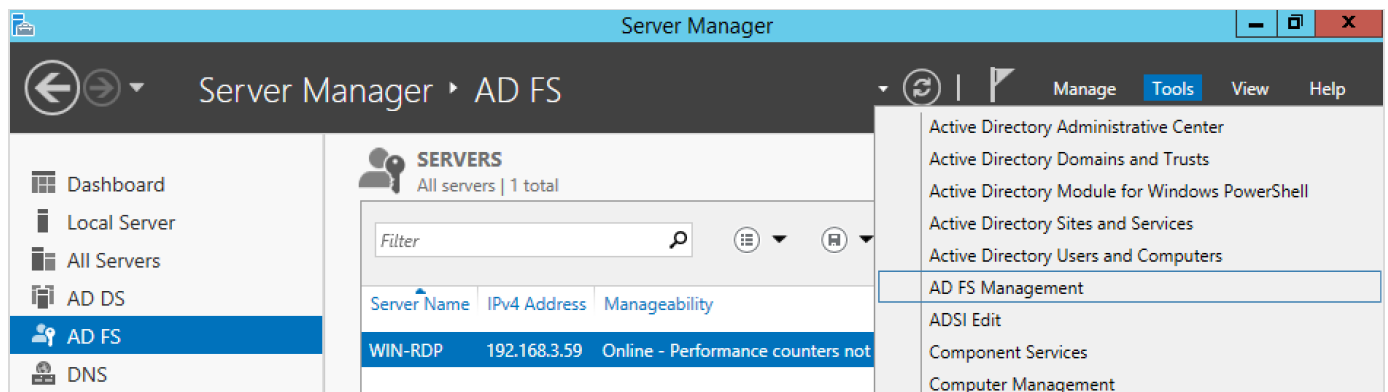 Server Manager
Server Manager ‣ AD FS
Manage Tools View Help
Dashboard
Local Server
All Servers
AD DS
AD FS
DNS
SERVERS
All servers | 1 total
Filter
Server Name IPv4 Address Manageability
WIN-RDP 192.168.3.59 Online - Performance counters not
Active Directory Administrative Center
Active Directory Domains and Trusts
Active Directory Module for Windows PowerShell
Active Directory Sites and Services
Active Directory Users and Computers
AD FS Management
ADSI Edit
Component Services
Computer Management